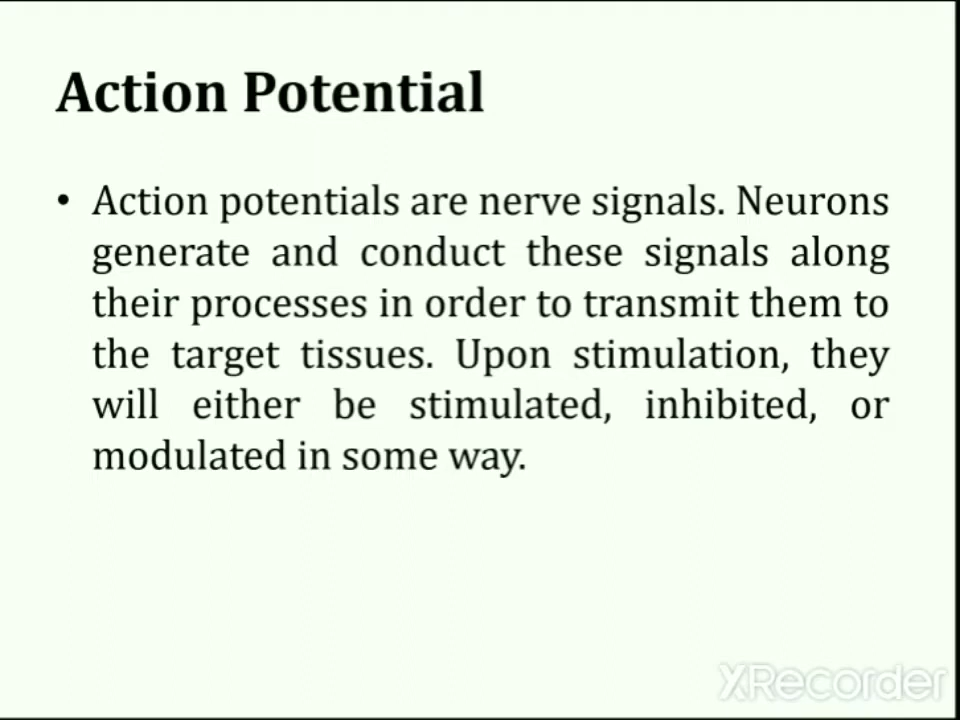 Action Potential
• Action potentials are nerve signals. Neurons
generate and conduct these signals along
their processes in order to transmit them to
the target tissues. Upon stimulation, they
will either be stimulated, inhibited, or
modulated in some way.
XRecorder